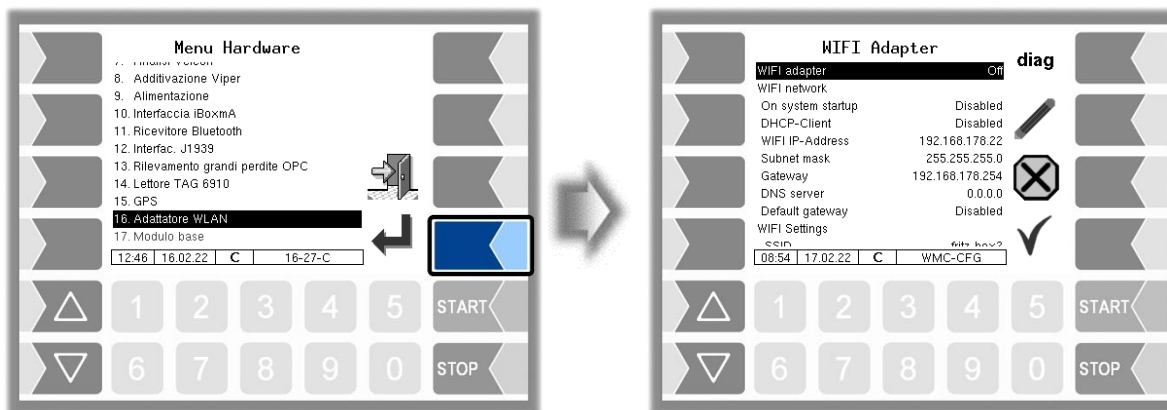 Menu Hardware
8. Additivazione Viper
9. Alimentazione
10. Interfaccia iBoxmA
11. Ricevitore Bluetooth
12. Interfac. J1939
13. Rilevamento grandi perdite OPC
14. Lettore TAG 6910
15. GPS
16. Adattatore WLAN
17. Modulo base
12:46 16.02.22 C 16-27-C
1 2 3 4 5 START
6 7 8 9 0 STOP
WIFI Adapter
diag
WIFI adapter Off
WIFI network
On system startup Disabled
DHCP-Client Disabled
WIFI IP-Address 192.168.178.22
Subnet mask 255.255.255.0
Gateway 192.168.178.254
DNS server 0.0.0.0
Default gateway Disabled
WIFI Settings
SSID fritz.box?
08:54 17.02.22 C WMC-CFG
1 2 3 4 5 START
6 7 8 9 0 STOP